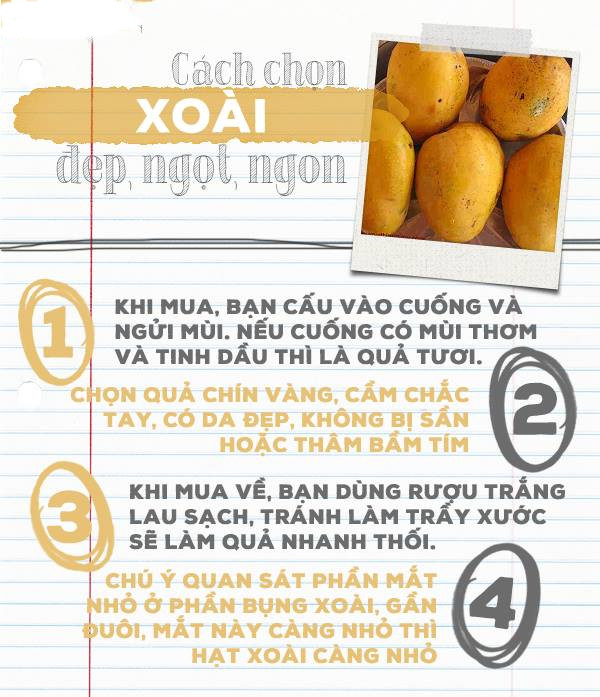 Cách chọn
XOÀI
đẹp, ngọt, ngon
1
KHI MUA, BẠN CẤU VÀO CUỐNG VÀ
NGỬI MÙI. NẾU CUỐNG CÓ MÙI THƠM
VÀ TINH DẦU THÌ LÀ QUẢ TƯƠI.
2
CHỌN QUẢ CHÍN VÀNG, CẦM CHẮC
TAY, CÓ DA ĐẸP, KHÔNG BỊ SẦN
HOẶC THÂM BẦM TÍM
3
KHI MUA VỀ, BẠN DÙNG RƯỢU TRẮNG
LAU SẠCH, TRÁNH LÀM TRẦY XƯỚC
SẼ LÀM QUẢ NHANH THỐI.
4
CHÚ Ý QUAN SÁT PHẦN MẮT
NHỎ Ở PHẦN BỤNG XOÀI, GẦN
ĐUÔI, MẮT NÀY CÀNG NHỎ THÌ
HẠT XOÀI CÀNG NHỎ